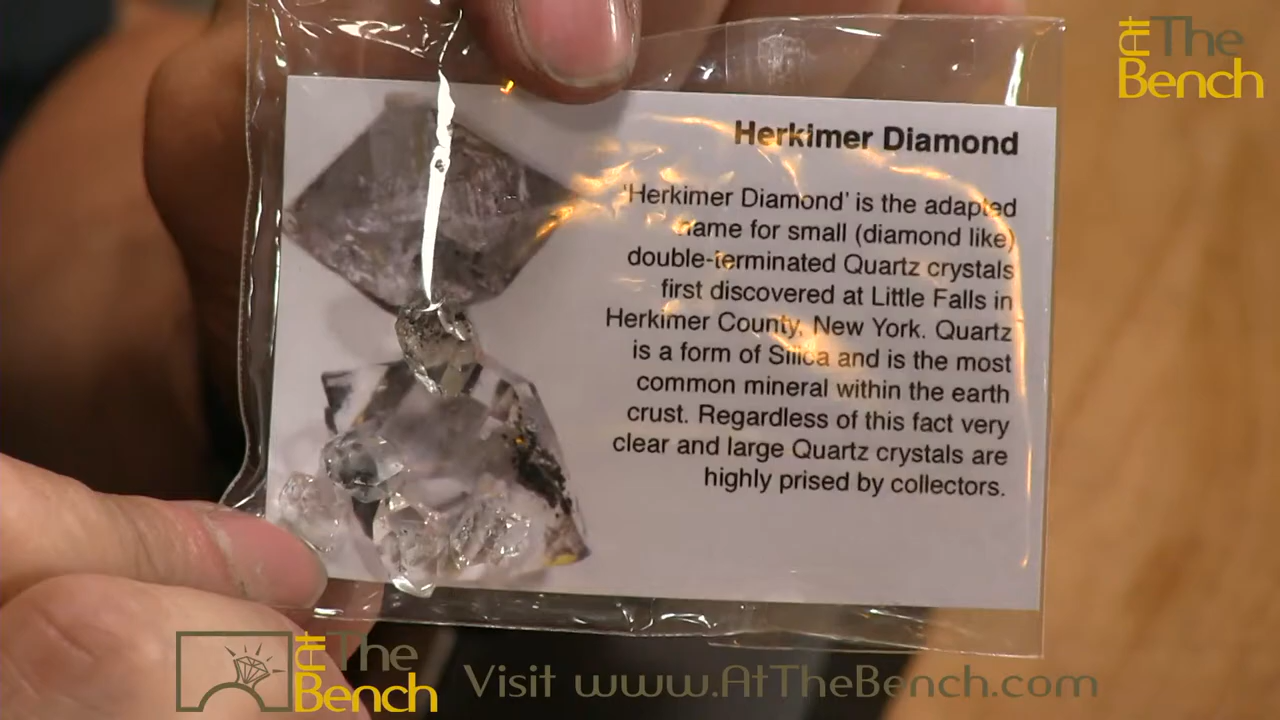 At The
Bench
Herkimer Diamond
'Herkimer Diamond' is the adapted
name for small (diamond like)
double-terminated Quartz crystals
first discovered at Little Falls in
Herkimer County, New York. Quartz
is a form of Silica and is the most
common mineral within the earth
crust. Regardless of this fact very
clear and large Quartz crystals are
highly prised by collectors.
At The
Bench
Visit www.AtTheBench.com